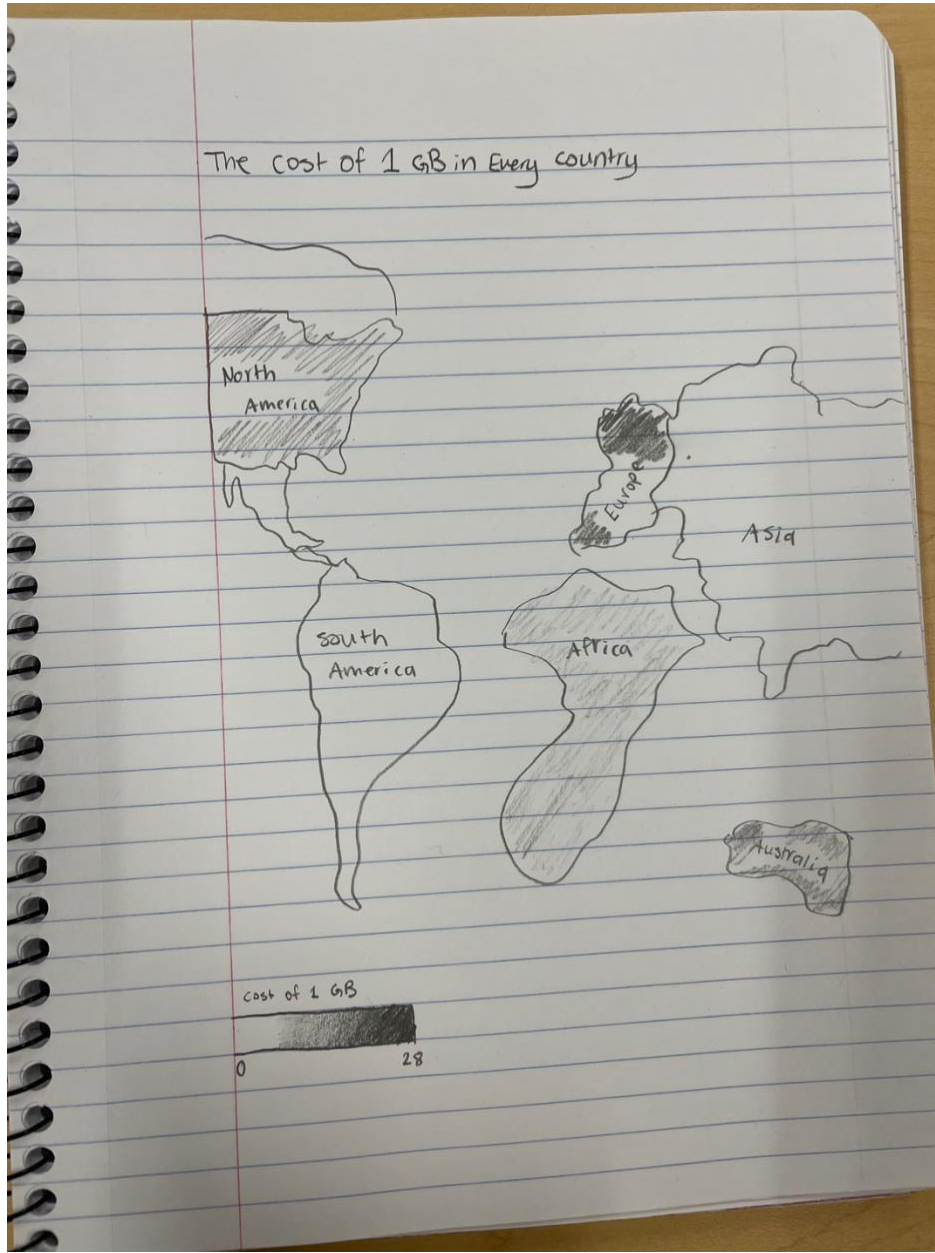 The cost of 1 GB in Every country
North
America
Europe
Asia
South
America
Africa
Australia
cost of 1 GB
0
28